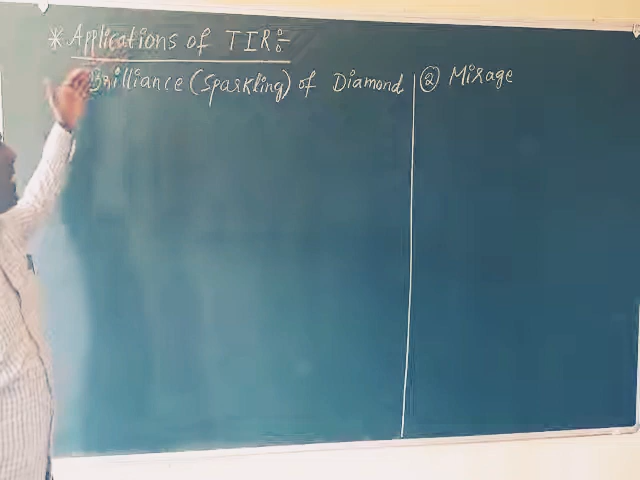 * Applications of TIR :-
Brilliance (Sparkling) of Diamond
② Mirage